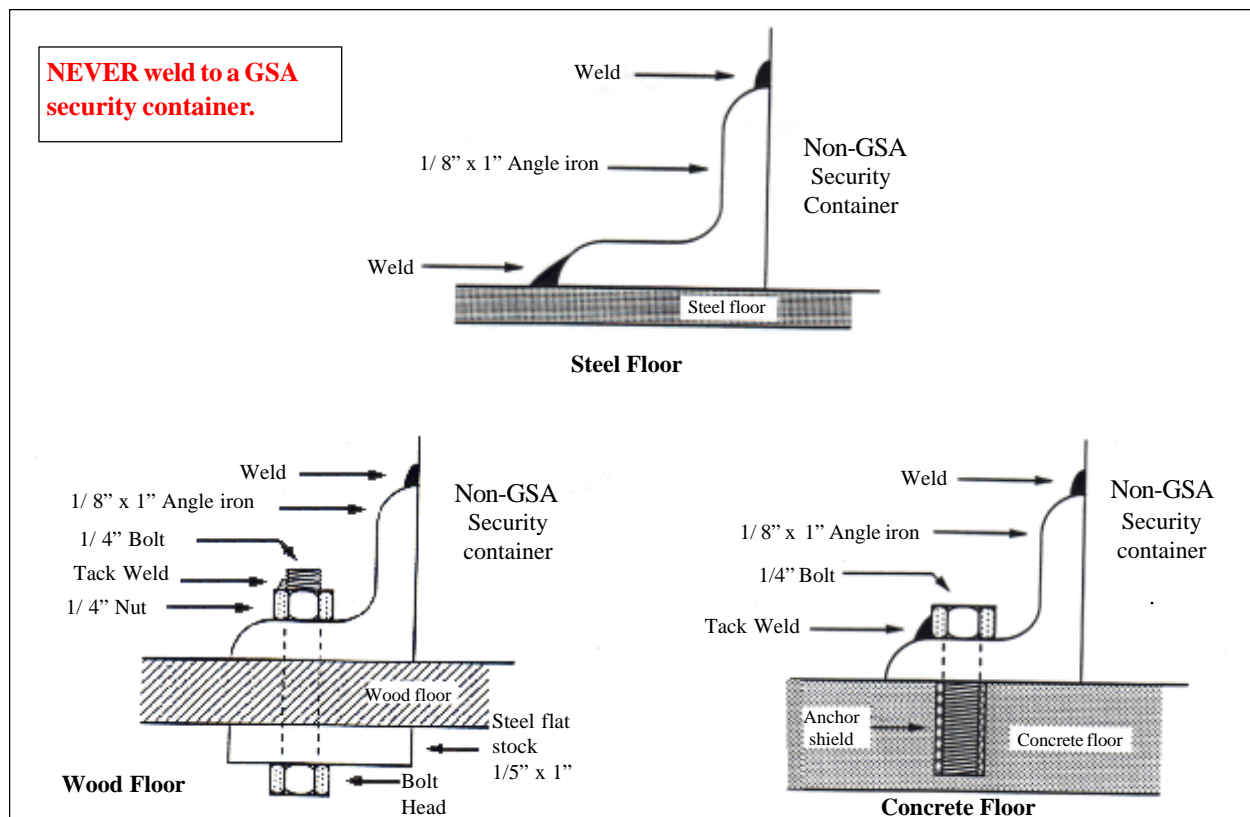 NEVER weld to a GSA
security container.
Weld
1/ 8” x 1” Angle iron
Non-GSA
Security
Container
Weld
Steel floor
Steel Floor
Weld
1/ 8” x 1” Angle iron
1/ 4” Bolt
Tack Weld
1/ 4” Nut
Non-GSA
Security
container
Wood floor
Steel flat
stock
1/5” x 1”
Bolt
Head
Wood Floor
Weld
1/ 8” x 1” Angle iron
1/4” Bolt
Tack Weld
Non-GSA
Security
container
.
Anchor
shield
Concrete floor
Concrete Floor